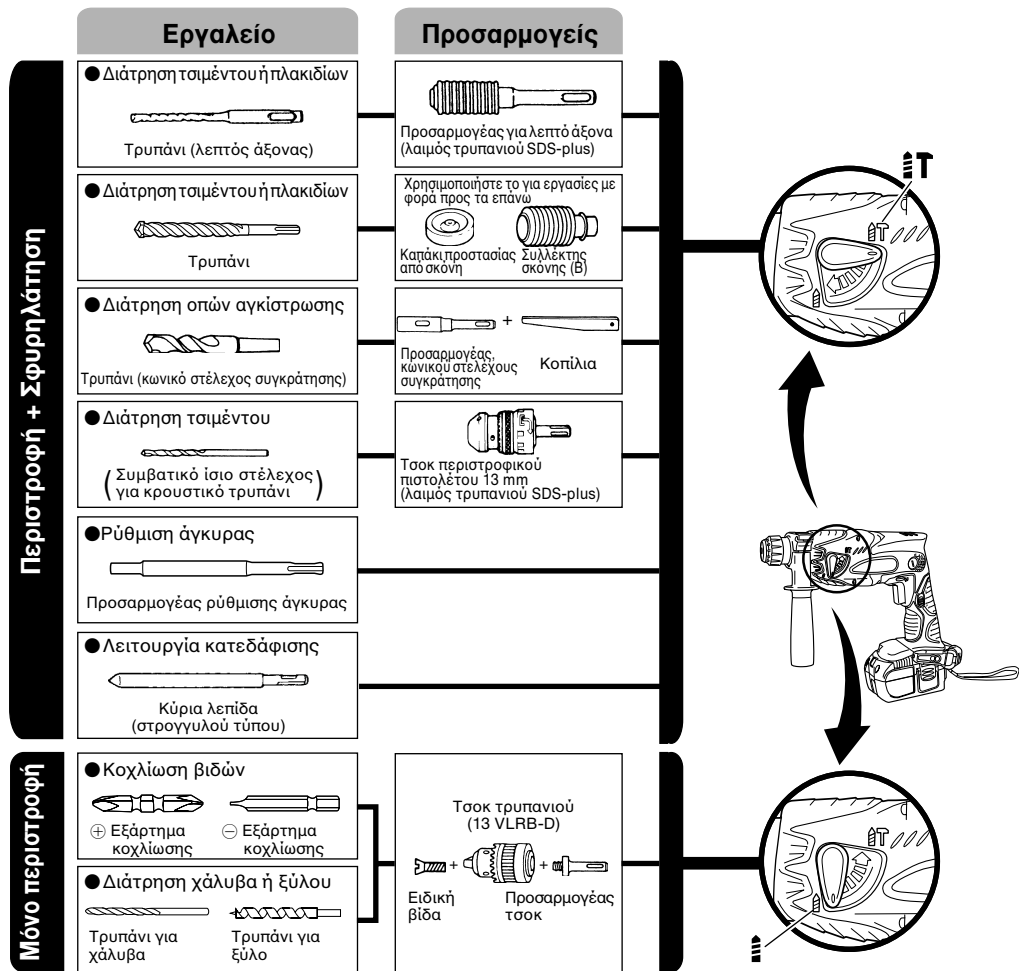 Εργαλείο
Προσαρμογείς
Περιστροφή + Σφυρηλάτηση
● Διάτρηση τσιμέντου ή πλακιδίων
Τρυπάνι (λεπτός άξονας)
Προσαρμογέας για λεπτό άξονα
(λαιμός τρυπανιού SDS-plus)
● Διάτρηση τσιμέντου ή πλακιδίων
Τρυπάνι
Χρησιμοποιήστε το για εργασίες με
φορά προς τα επάνω
Καπάκι προστασίας
από σκόνη
Συλλέκτης
σκόνης (B)
● Διάτρηση οπών αγκίστρωσης
Τρυπάνι (κωνικό στέλεχος συγκράτησης)
+
Προσαρμογέας
κωνικού στελέχους
συγκράτησης
Κοπίλια
● Διάτρηση τσιμέντου
(Συμβατικό ίσιο στέλεχος
για κρουστικό τρυπάνι)
Τσοκ περιστροφικού
πιστολέτου 13 mm
(λαιμός τρυπανιού SDS-plus)
● Ρύθμιση άγκυρας
Προσαρμογέας ρύθμισης άγκυρας
● Λειτουργία κατεδάφισης
Κύρια λεπίδα
(στρογγυλού τύπου)
Μόνο περιστροφή
● Κοχλίωση βιδών
⊕ Εξάρτημα
κοχλίωσης
⊖ Εξάρτημα
κοχλίωσης
● Διάτρηση χάλυβα ή ξύλου
Τρυπάνι για
χάλυβα
Τρυπάνι για
ξύλο
Τσοκ τρυπανιού
(13 VLRB-D)
+ +
Ειδική
βίδα
Προσαρμογέας
τσοκ